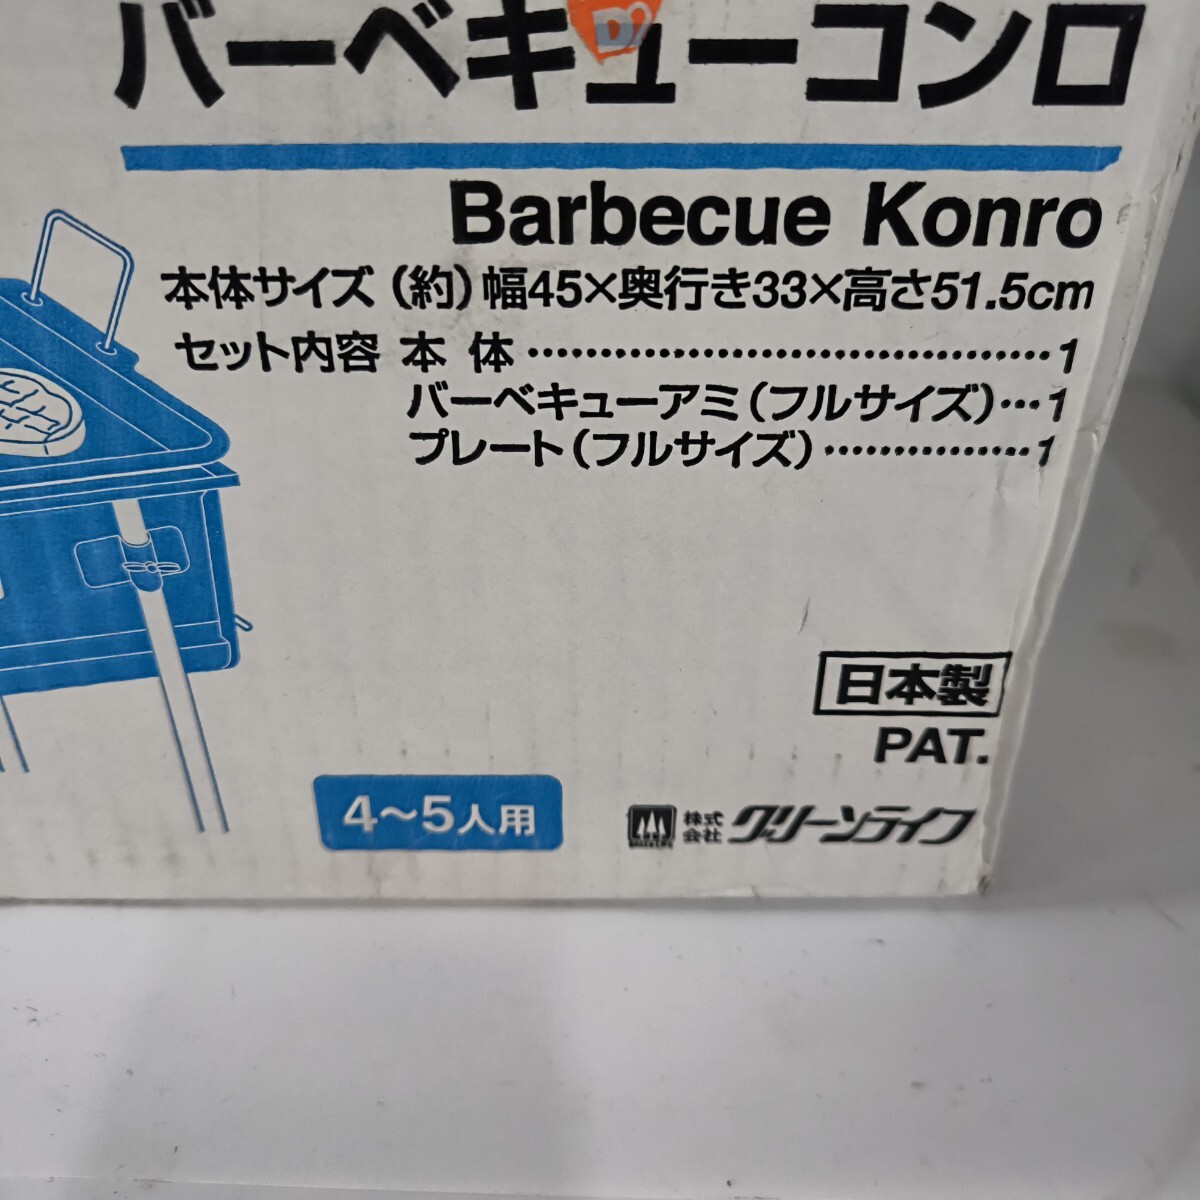 バーベキューコンロ
Barbecue Konro
本体サイズ（約）幅45×奥行き33×高さ51.5cm
セット内容 本 体 ………………………………… 1
バーベキューアミ（フルサイズ）… 1
プレート（フルサイズ）……………1
日本製
PAT.
4〜5人用
株式会社 グリーンライフ